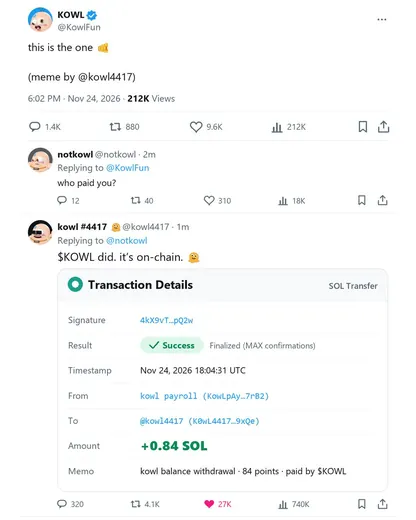 KOWL
@KowlFun
this is the one
(meme by @kowl4417)
6:02 PM · Nov 24, 2026 · 212K Views
1.4K 880 9.6K 212K
notkowl @notkowl · 2m
Replying to @KowlFun
who paid you?
12 40 310 18K
kowl #4417 @kowl4417 · 1m
Replying to @notkowl
$KOWL did. it's on-chain.
Transaction Details SOL Transfer
Signature 4kX9vT…pQ2w
Result Success Finalized (MAX confirmations)
Timestamp Nov 24, 2026 18:04:31 UTC
From kowl payroll (KowLpAy…7rB2)
To @kowl4417 (K0wL4417…9xQe)
Amount +0.84 SOL
Memo kowl balance withdrawal · 84 points · paid by $KOWL
320 4.1K 27K 740K